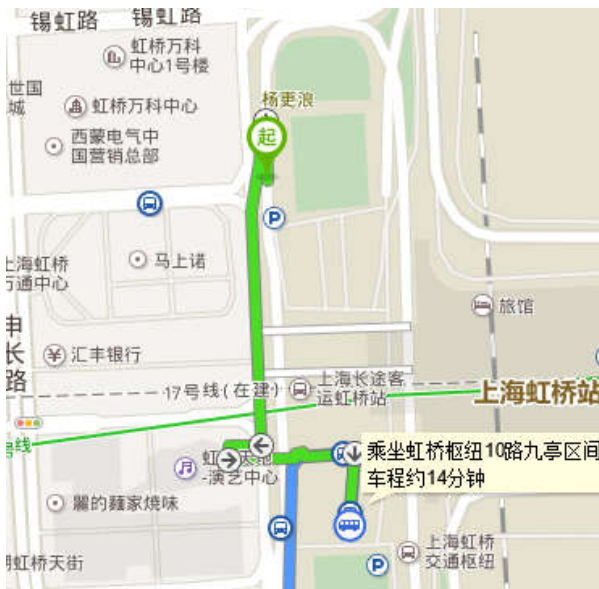 锡虹路
锡虹路
虹桥万科
中心1号楼
世国
城
虹桥万科中心
杨更浪
西蒙电气中
国营销总部
起
P
上海虹桥
万通中心
马上诺
旅馆
申长路
汇丰银行
17号线(在建)
上海长途客
运虹桥站
上海虹桥站
号线
虹天地
-演艺中心
乘坐虹桥枢纽10路九亭区间
车程约14分钟
麗的麺家烧味
虹桥天街
P
上海虹桥
交通枢纽